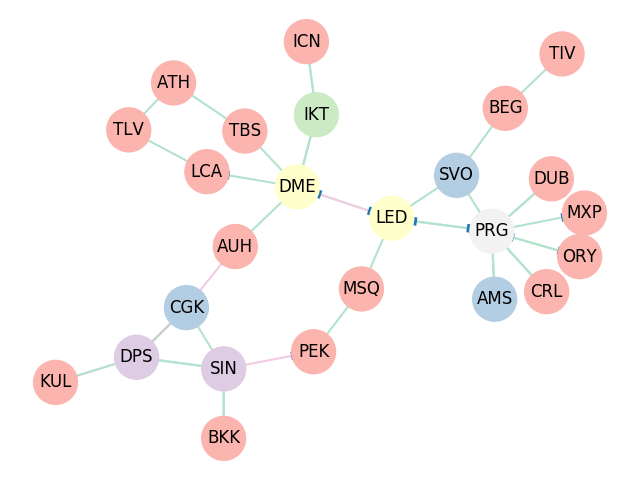 ICN
TIV
ATH
BEG
IKT
TLV
TBS
LCA
SVO
DUB
DME
MXP
LED
PRG
AUH
ORY
MSQ
CRL
AMS
CGK
PEK
DPS
SIN
KUL
BKK